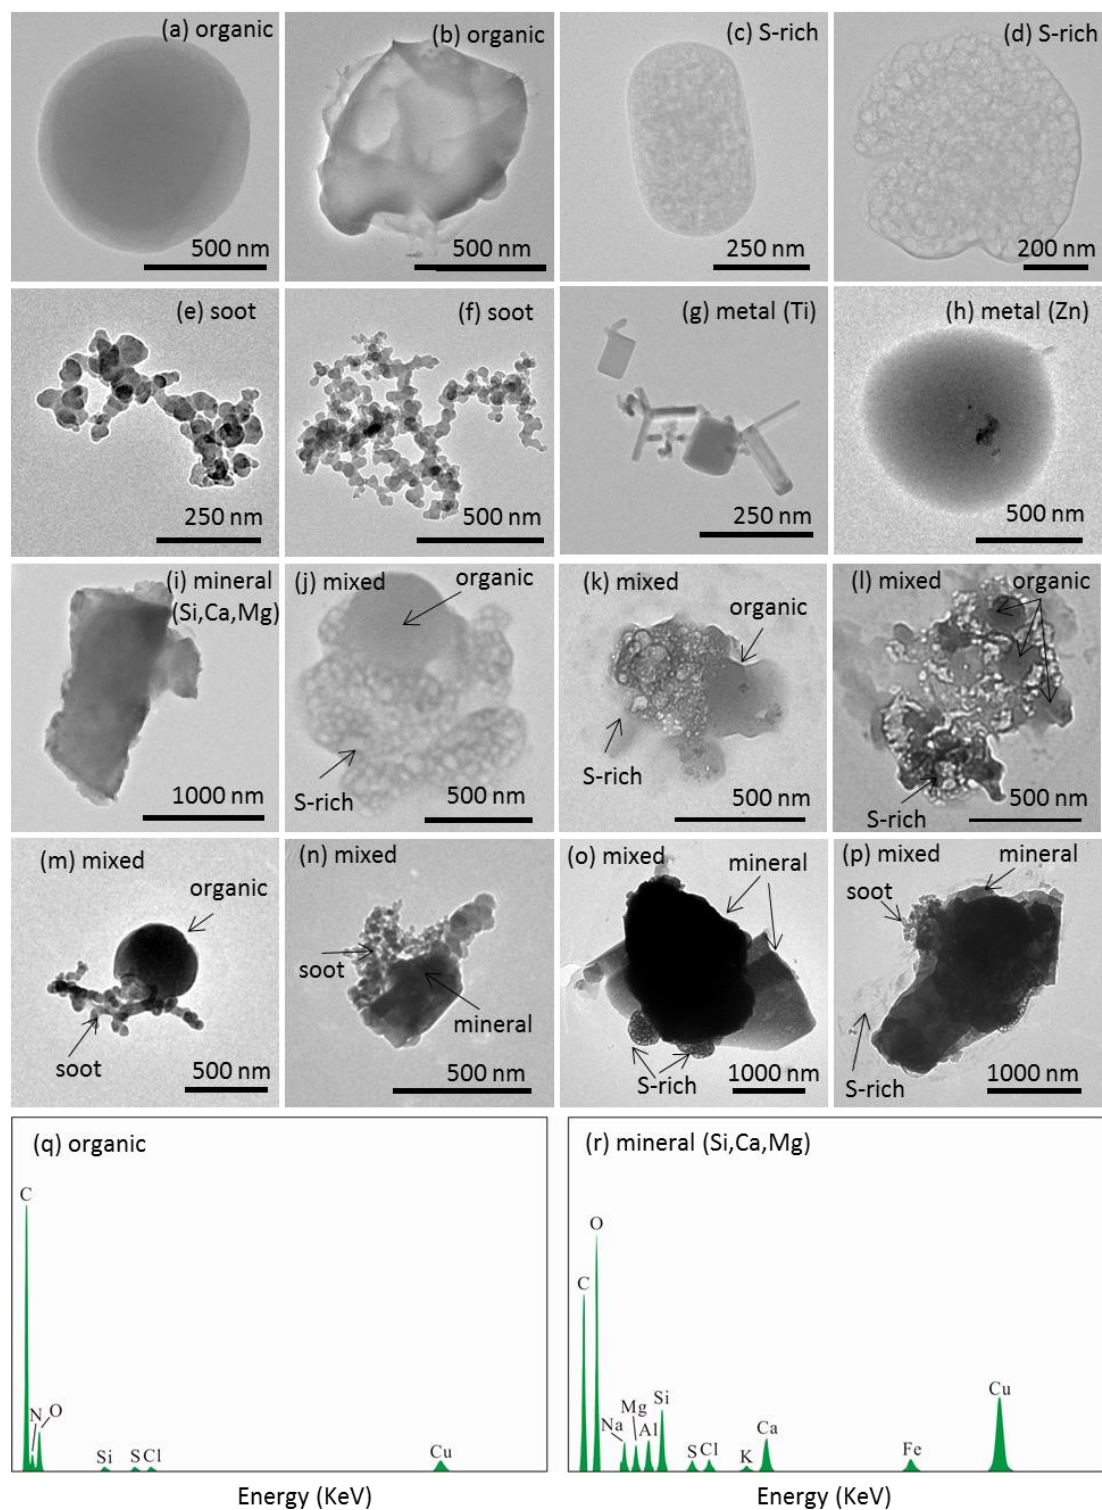 (a) organic
500 nm
(b) organic
500 nm
(c) S-rich
250 nm
(d) S-rich
200 nm
(e) soot
250 nm
(f) soot
500 nm
(g) metal (Ti)
250 nm
(h) metal (Zn)
500 nm
(i) mineral
(Si,Ca,Mg)
1000 nm
(j) mixed
organic
S-rich
500 nm
(k) mixed
organic
S-rich
500 nm
(l) mixed
organic
S-rich
500 nm
(m) mixed
organic
soot
500 nm
(n) mixed
soot
mineral
500 nm
(o) mixed
mineral
S-rich
1000 nm
(p) mixed
mineral
soot
S-rich
1000 nm
(q) organic
C
N
O
Si
S
Cl
Cu
Energy (KeV)
(r) mineral (Si,Ca,Mg)
C
O
Na
Mg
Al
Si
S
Cl
K
Ca
Fe
Cu
Energy (KeV)